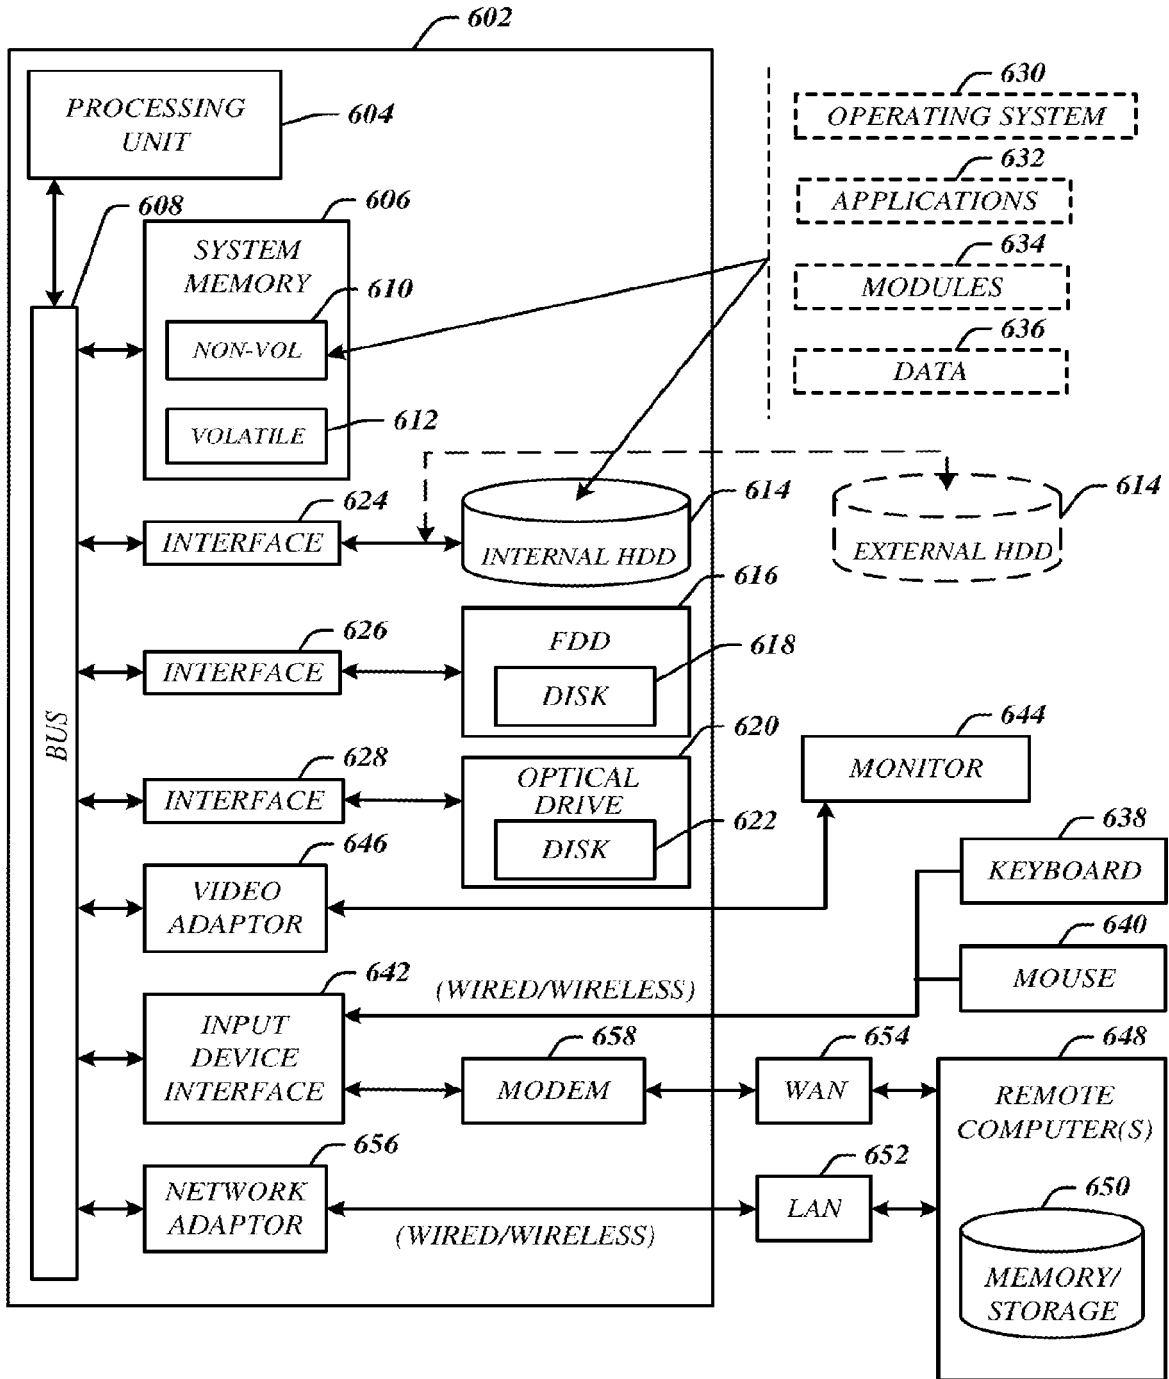 602
PROCESSING
UNIT
604
608
606
SYSTEM
MEMORY
610
NON-VOL
612
VOLATILE
630
OPERATING SYSTEM
632
APPLICATIONS
634
MODULES
636
DATA
624
INTERFACE
614
INTERNAL HDD
614
EXTERNAL HDD
616
FDD
618
DISK
626
INTERFACE
BUS
620
OPTICAL
DRIVE
622
DISK
628
INTERFACE
644
MONITOR
646
VIDEO
ADAPTOR
638
KEYBOARD
640
MOUSE
642
(WIRED/WIRELESS)
INPUT
DEVICE
INTERFACE
658
MODEM
654
WAN
648
REMOTE
COMPUTER(S)
656
NETWORK
ADAPTOR
(WIRED/WIRELESS)
652
LAN
650
MEMORY/
STORAGE